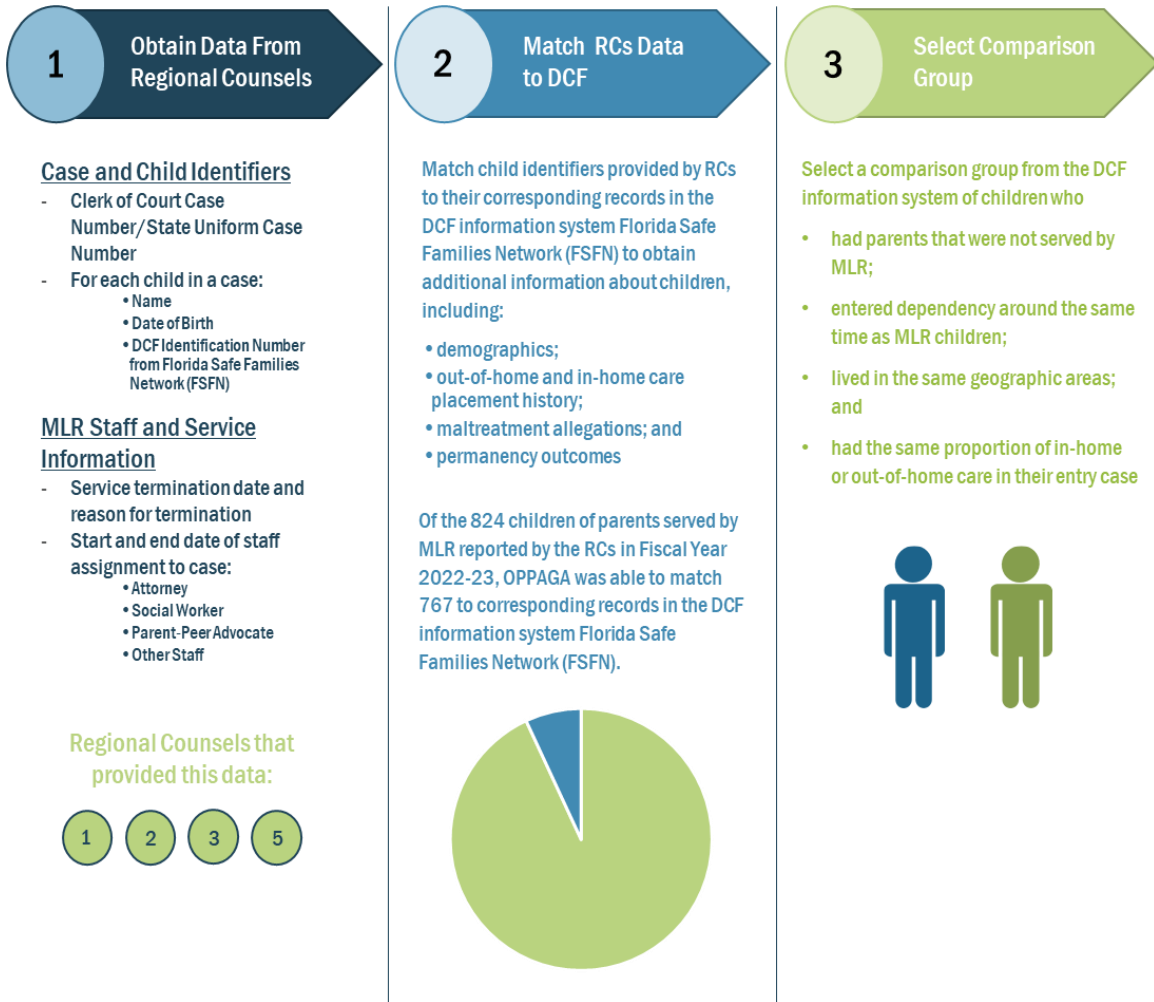 1
Obtain Data From
Regional Counsels
Case and Child Identifiers
- Clerk of Court Case
Number/State Uniform Case
Number
- For each child in a case:
• Name
• Date of Birth
• DCF Identification Number
from Florida Safe Families
Network (FSFN)
MLR Staff and Service
Information
- Service termination date and
reason for termination
- Start and end date of staff
assignment to case:
• Attorney
• Social Worker
• Parent-Peer Advocate
• Other Staff
Regional Counsels that
provided this data:
1 2 3 5
2
Match RCs Data
to DCF
Match child identifiers provided by RCs
to their corresponding records in the
DCF information system Florida Safe
Families Network (FSFN) to obtain
additional information about children,
including:
• demographics;
• out-of-home and in-home care
placement history;
• maltreatment allegations; and
• permanency outcomes
Of the 824 children of parents served by
MLR reported by the RCs in Fiscal Year
2022-23, OPPAGA was able to match
767 to corresponding records in the DCF
information system Florida Safe
Families Network (FSFN).
3
Select Comparison
Group
Select a comparison group from the DCF
information system of children who
• had parents that were not served by
MLR;
• entered dependency around the same
time as MLR children;
• lived in the same geographic areas;
and
• had the same proportion of in-home
or out-of-home care in their entry case